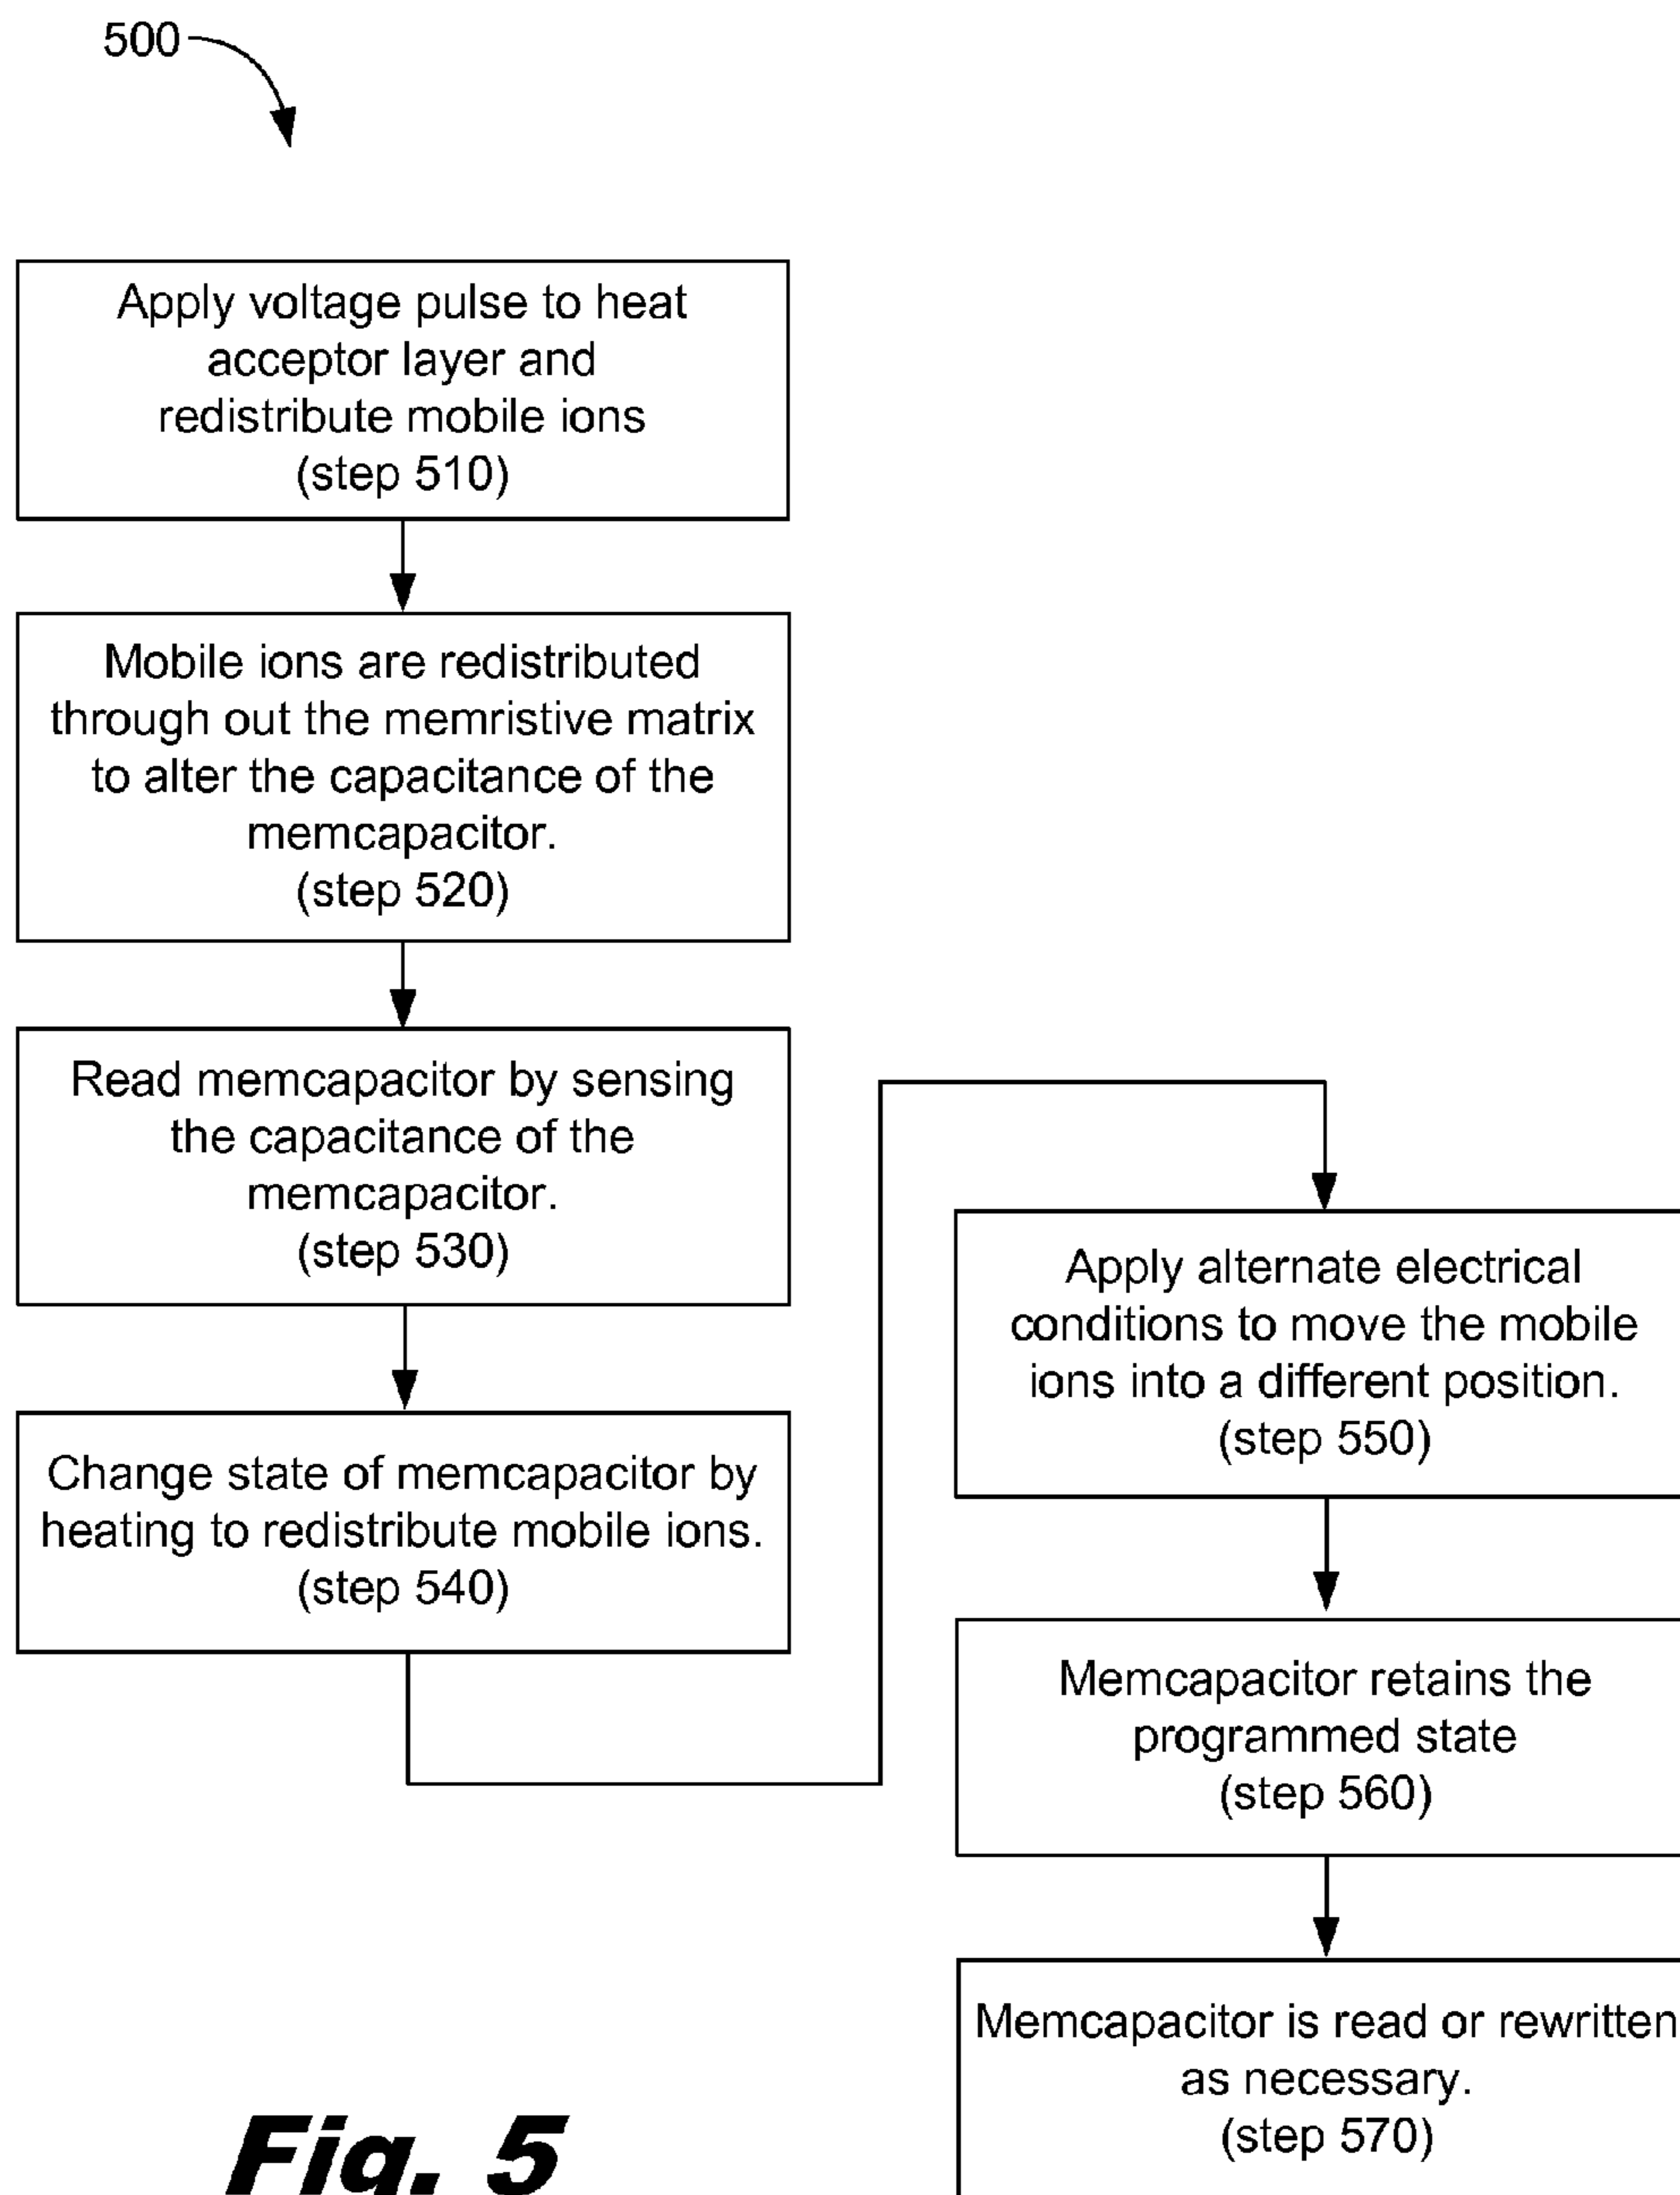 500
Apply voltage pulse to heat
acceptor layer and
redistribute mobile ions
(step 510)
Mobile ions are redistributed
through out the memristive matrix
to alter the capacitance of the
memcapacitor.
(step 520)
Read memcapacitor by sensing
the capacitance of the
memcapacitor.
(step 530)
Change state of memcapacitor by
heating to redistribute mobile ions.
(step 540)
Apply alternate electrical
conditions to move the mobile
ions into a different position.
(step 550)
Memcapacitor retains the
programmed state
(step 560)
Memcapacitor is read or rewritten
as necessary.
(step 570)
Fig. 5